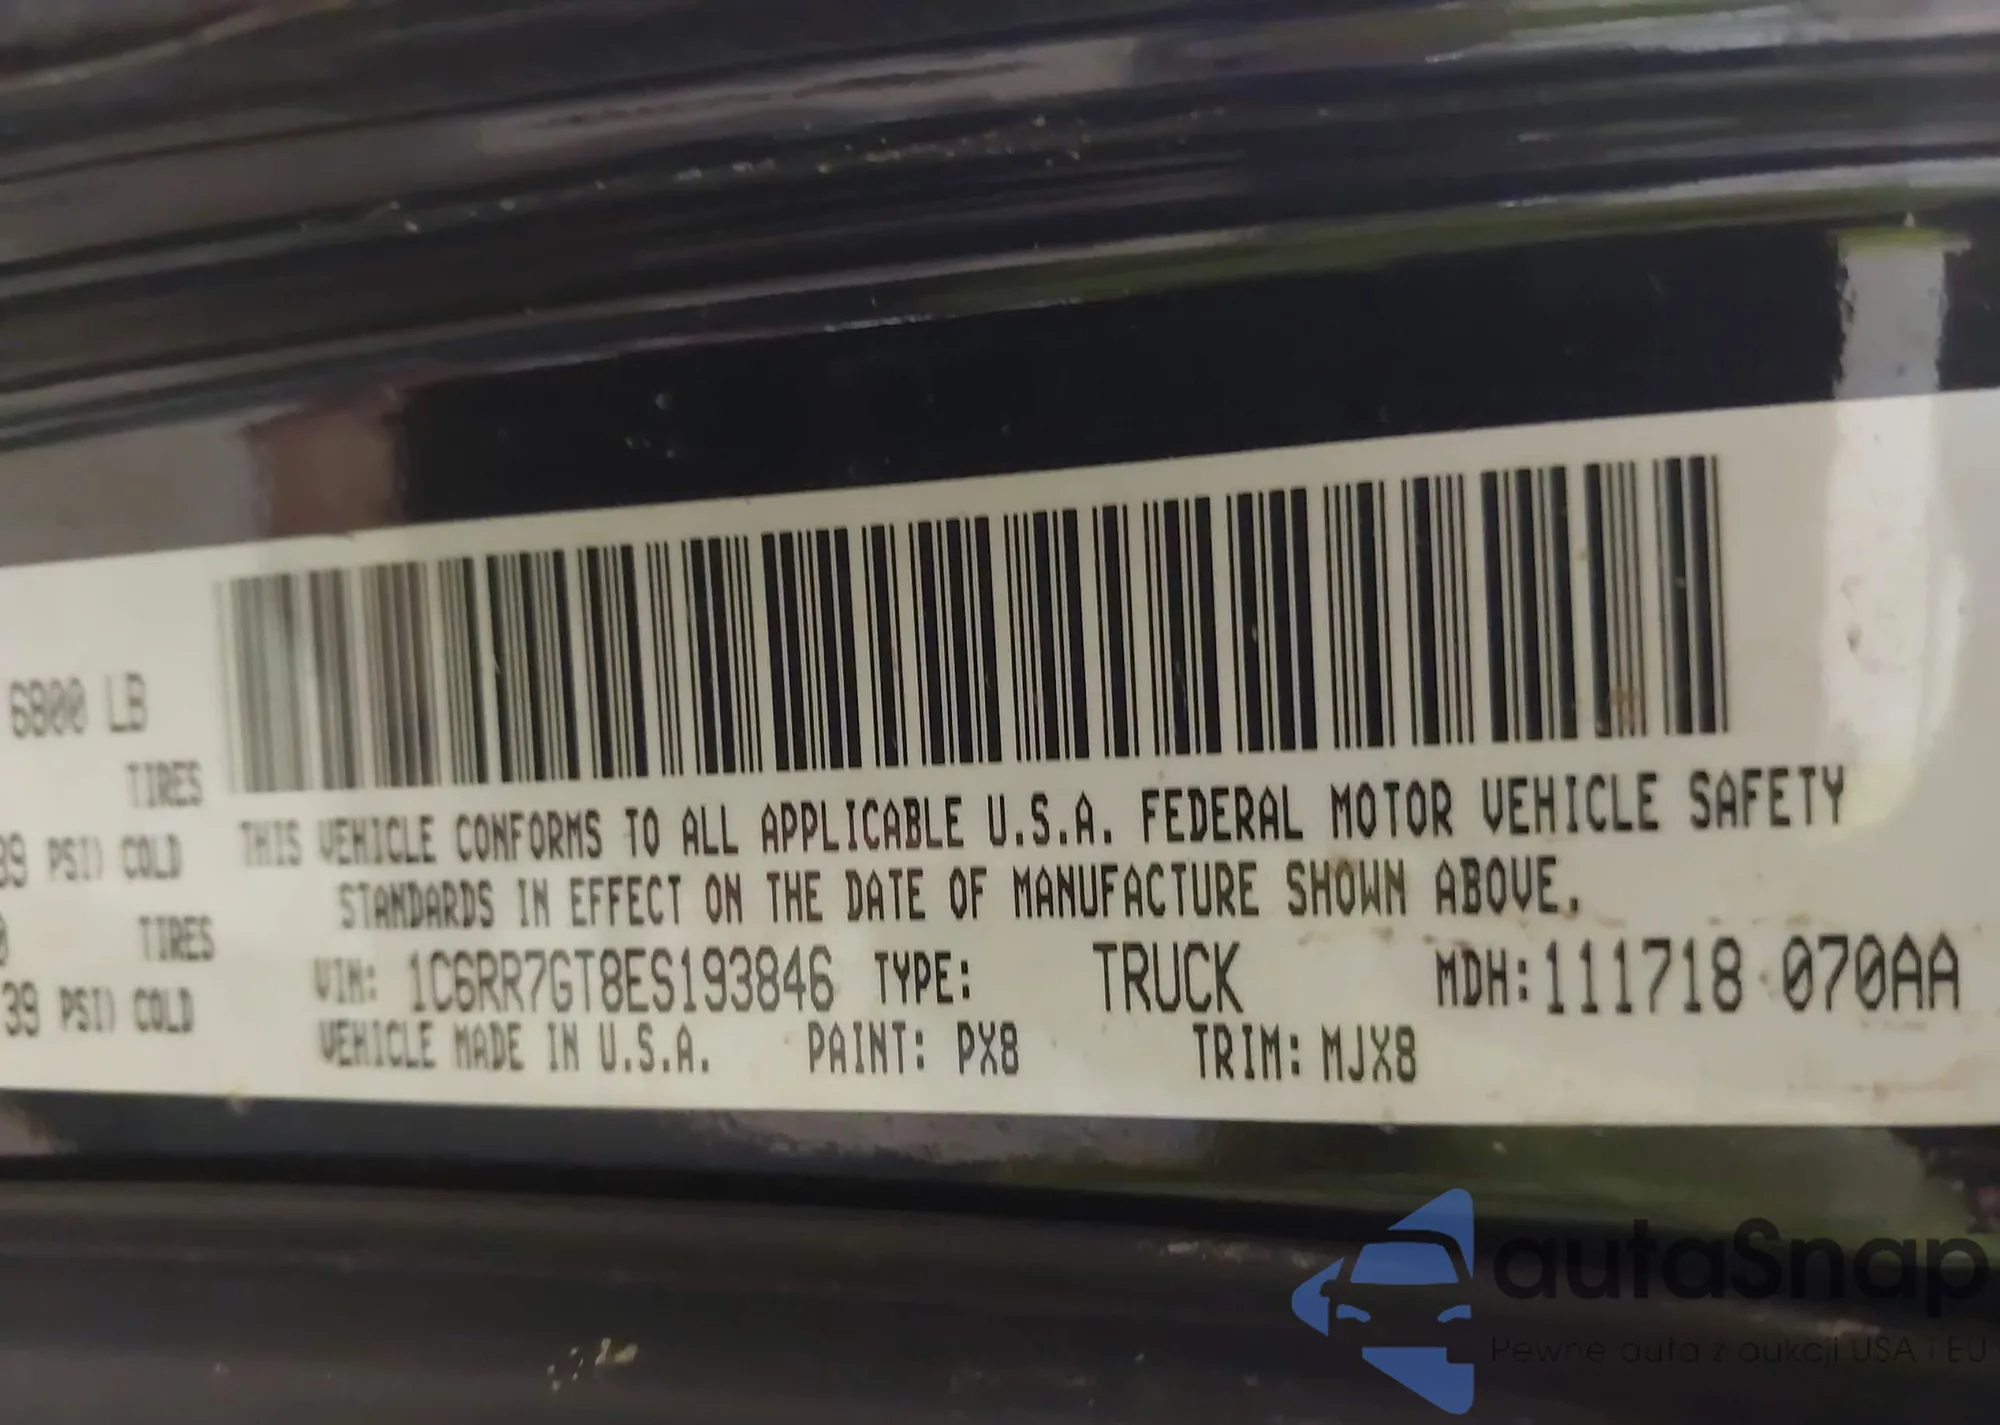 6800 LB
TIRES
39 PSI) COLD
0 TIRES
39 PSI) COLD
THIS VEHICLE CONFORMS TO ALL APPLICABLE U.S.A. FEDERAL MOTOR VEHICLE SAFETY
STANDARDS IN EFFECT ON THE DATE OF MANUFACTURE SHOWN ABOVE.
VIN: 1C6RR7GT8ES193846 TYPE: TRUCK MDH:111718 070AA
VEHICLE MADE IN U.S.A. PAINT: PX8 TRIM: MJX8
autaSnap
Pewne auta z aukcji USA i EU